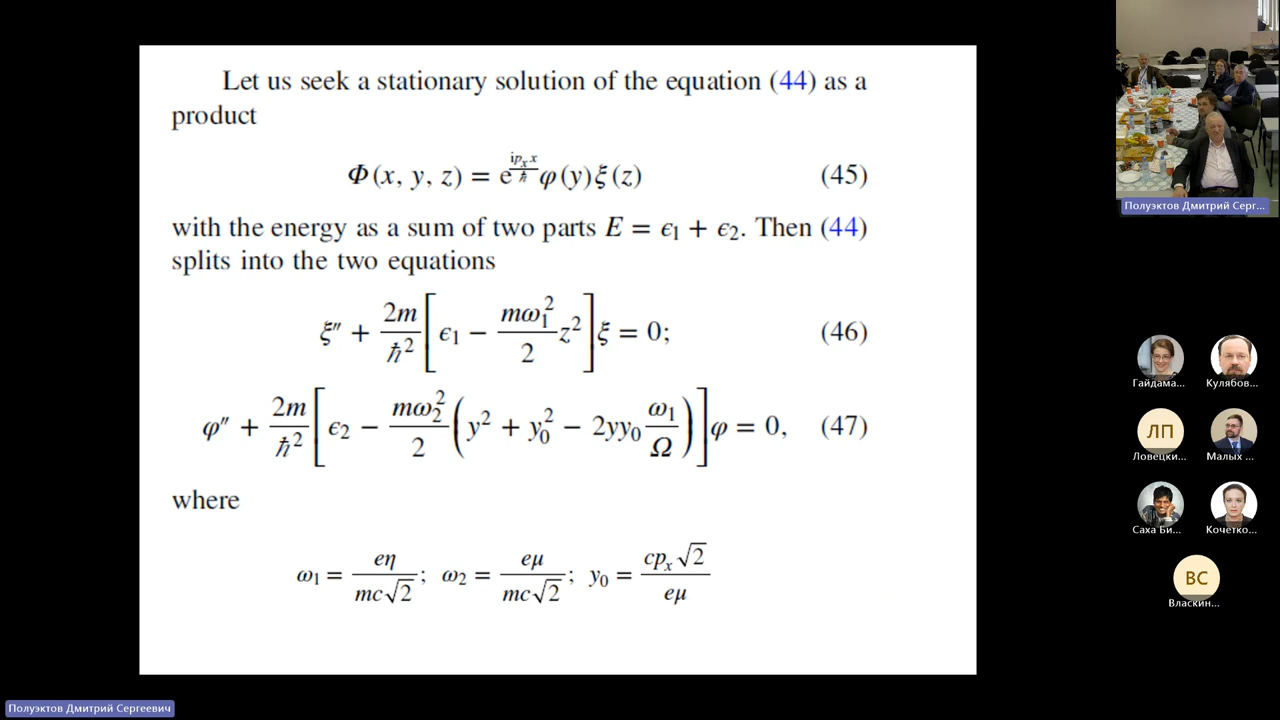 Let us seek a stationary solution of the equation (44) as a
product
Φ(x, y, z) = e^{ip_x x/ħ} φ(y)ξ(z) (45)
with the energy as a sum of two parts E = ϵ₁ + ϵ₂. Then (44)
splits into the two equations
ξ″ + 2m/ħ² [ϵ₁ − mω₁²/2 z²] ξ = 0; (46)
φ″ + 2m/ħ² [ϵ₂ − mω₂²/2 (y² + y₀² − 2yy₀ ω₁/Ω)] φ = 0, (47)
where
ω₁ = eη/mc√2; ω₂ = eμ/mc√2; y₀ = cpₓ√2/eμ
Полуэктов Дмитрий Серг...
Гайдама...
Кулябов...
ЛП
Ловецки...
Малых ...
Саха Би...
Кочетко...
ВС
Власкин...
Полуэктов Дмитрий Сергеевич